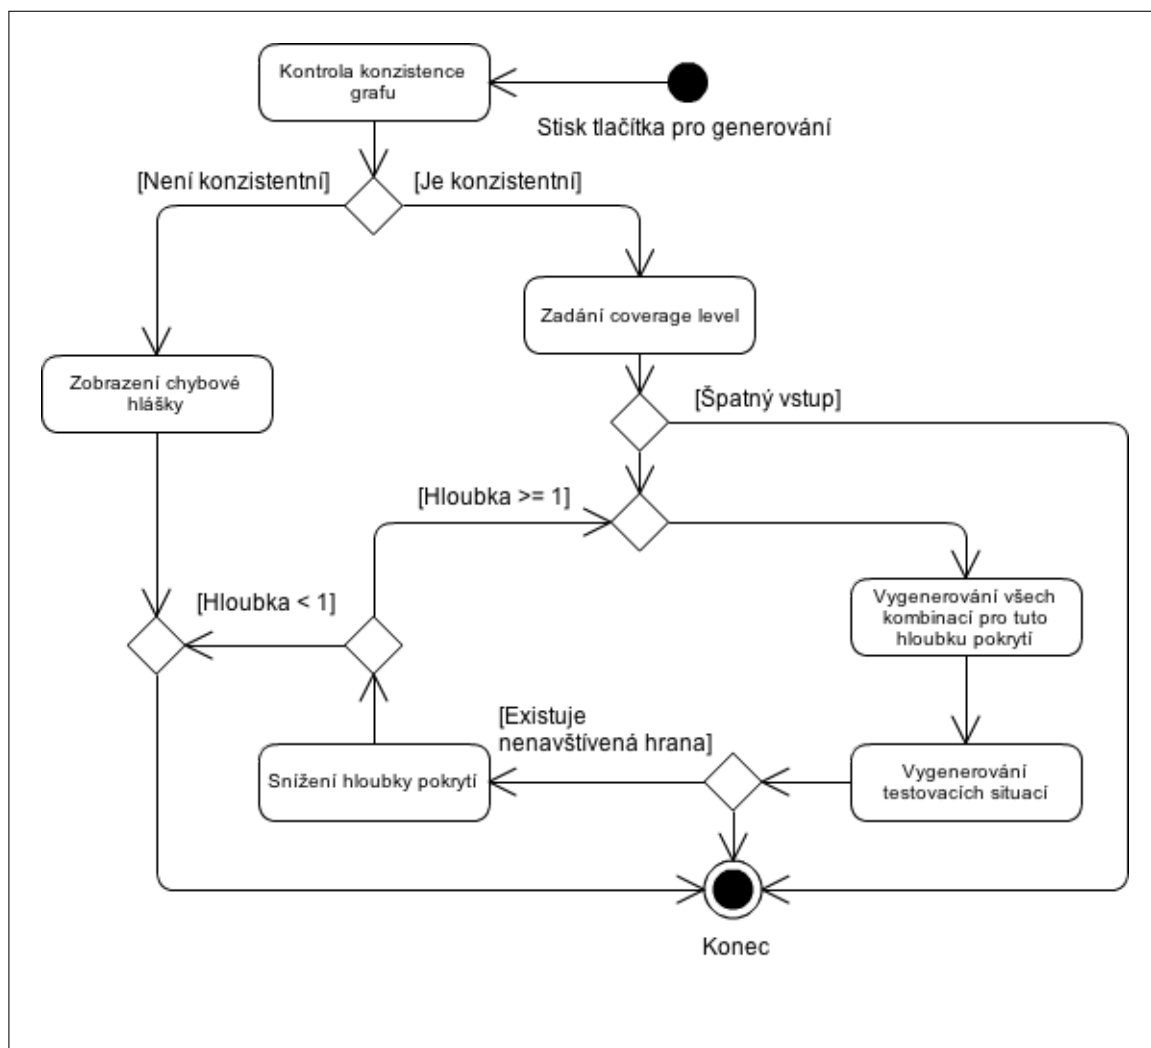 Kontrola konzistence
grafu
Stisk tlačítka pro generování
[Není konzistentní]
[Je konzistentní]
Zadání coverage level
Zobrazení chybové
hlášky
[Špatný vstup]
[Hloubka >= 1]
[Hloubka < 1]
Vygenerování všech
kombinací pro tuto
hloubku pokrytí
[Existuje
nenavštívená hrana]
Snížení hloubky pokrytí
Vygenerování
testovacích situací
Konec